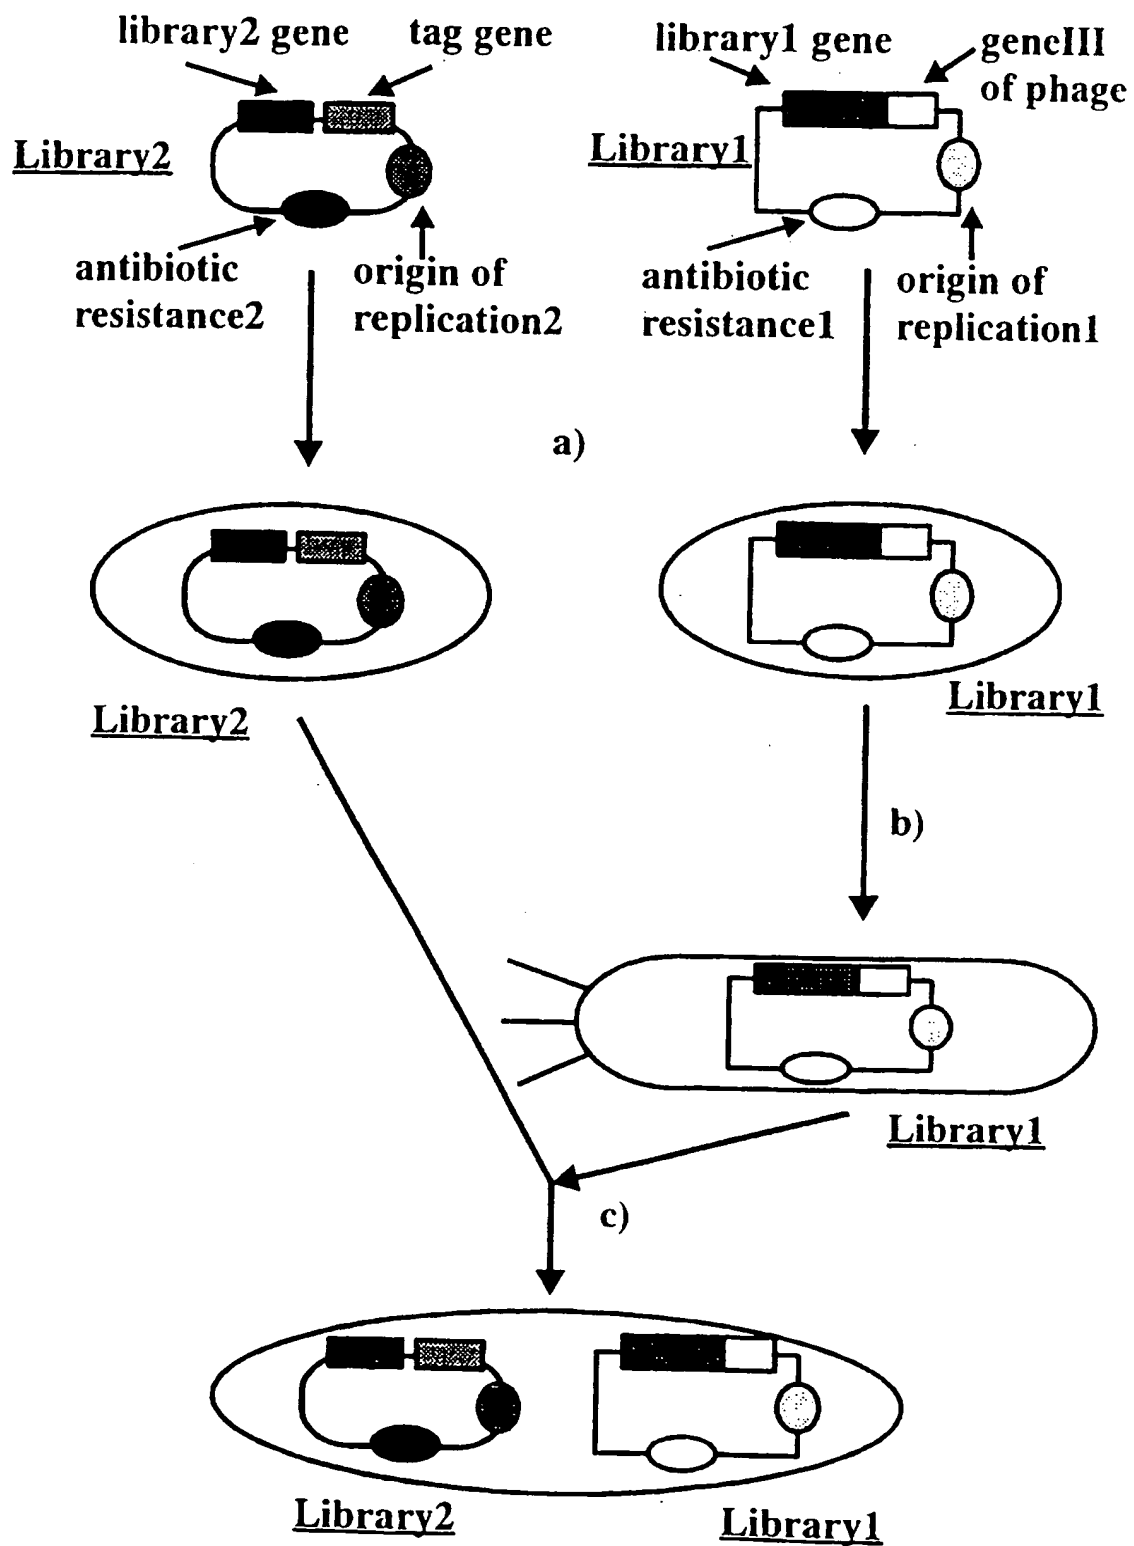 library2 gene
tag gene
library1 gene
geneIII
of phage
Library2
Library1
antibiotic
resistance2
origin of
replication2
antibiotic
resistance1
origin of
replication1
a)
Library2
Library1
b)
Library1
c)
Library2
Library1